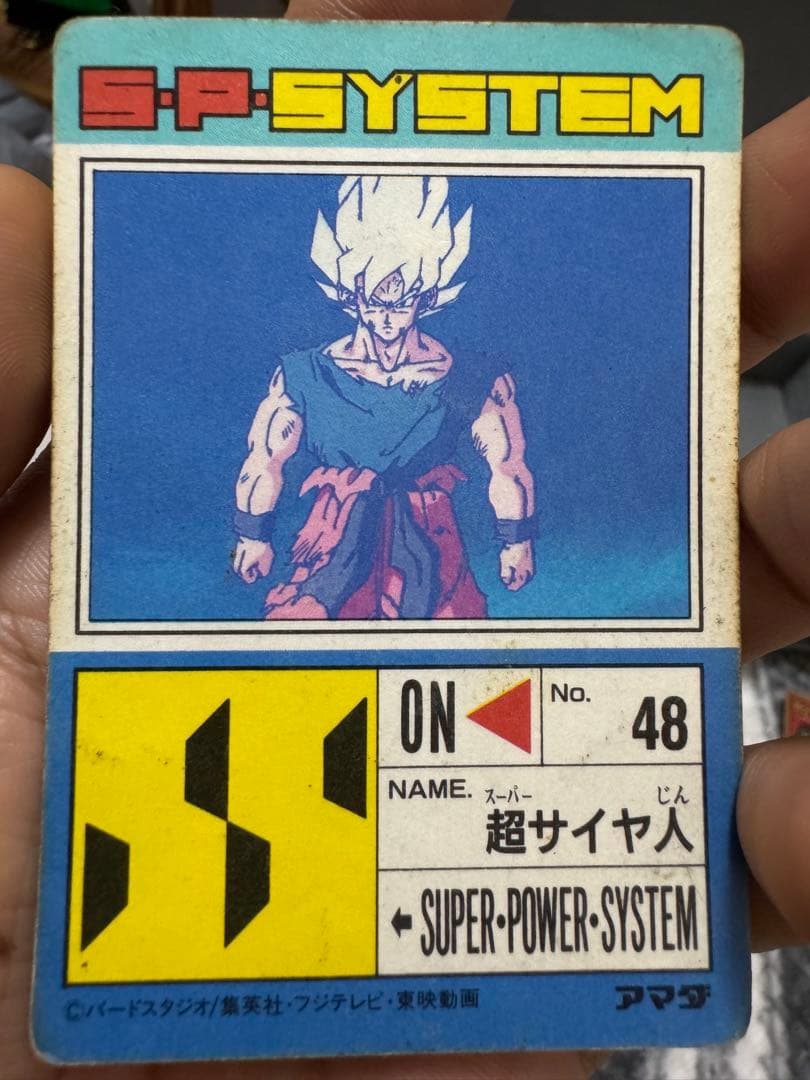 S·P·SYSTEM
ON
No.
48
NAME.
スーパー じん
超サイヤ人
SUPER·POWER·SYSTEM
©バードスタジオ/集英社・フジテレビ・東映動画
アマダ